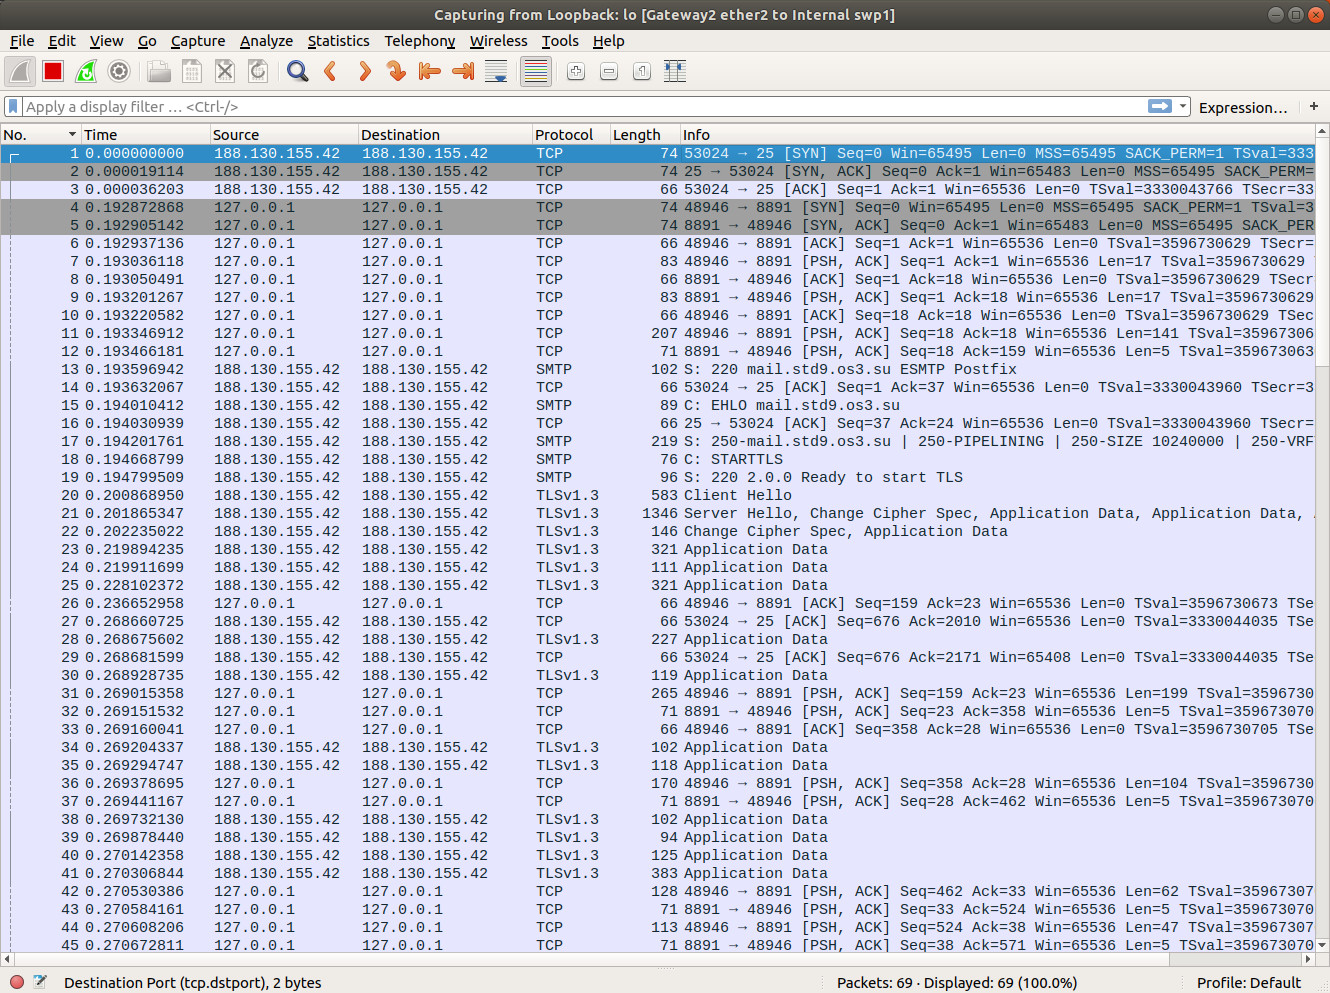 Capturing from Loopback: lo [Gateway2 ether2 to Internal swp1]
File Edit View Go Capture Analyze Statistics Telephony Wireless Tools Help
Apply a display filter … <Ctrl-/> Expression… +
No. Time Source Destination Protocol Length Info
1 0.000000000 188.130.155.42 188.130.155.42 TCP 74 53024 → 25 [SYN] Seq=0 Win=65495 Len=0 MSS=65495 SACK_PERM=1 TSval=333
2 0.000019114 188.130.155.42 188.130.155.42 TCP 74 25 → 53024 [SYN, ACK] Seq=0 Ack=1 Win=65483 Len=0 MSS=65495 SACK_PERM=
3 0.000036203 188.130.155.42 188.130.155.42 TCP 66 53024 → 25 [ACK] Seq=1 Ack=1 Win=65536 Len=0 TSval=3330043766 TSecr=33
4 0.192872868 127.0.0.1 127.0.0.1 TCP 74 48946 → 8891 [SYN] Seq=0 Win=65495 Len=0 MSS=65495 SACK_PERM=1 TSval=3
5 0.192905142 127.0.0.1 127.0.0.1 TCP 74 8891 → 48946 [SYN, ACK] Seq=0 Ack=1 Win=65483 Len=0 MSS=65495 SACK_PER
6 0.192937136 127.0.0.1 127.0.0.1 TCP 66 48946 → 8891 [ACK] Seq=1 Ack=1 Win=65536 Len=0 TSval=3596730629 TSecr=
7 0.193036118 127.0.0.1 127.0.0.1 TCP 83 48946 → 8891 [PSH, ACK] Seq=1 Ack=1 Win=65536 Len=17 TSval=3596730629
8 0.193050491 127.0.0.1 127.0.0.1 TCP 66 8891 → 48946 [ACK] Seq=1 Ack=18 Win=65536 Len=0 TSval=3596730629 TSecr
9 0.193201267 127.0.0.1 127.0.0.1 TCP 83 8891 → 48946 [PSH, ACK] Seq=1 Ack=18 Win=65536 Len=17 TSval=3596730629
10 0.193220582 127.0.0.1 127.0.0.1 TCP 66 48946 → 8891 [ACK] Seq=18 Ack=18 Win=65536 Len=0 TSval=3596730629 TSec
11 0.193346912 127.0.0.1 127.0.0.1 TCP 207 48946 → 8891 [PSH, ACK] Seq=18 Ack=18 Win=65536 Len=141 TSval=35967306
12 0.193466181 127.0.0.1 127.0.0.1 TCP 71 8891 → 48946 [PSH, ACK] Seq=18 Ack=159 Win=65536 Len=5 TSval=359673063
13 0.193596942 188.130.155.42 188.130.155.42 SMTP 102 S: 220 mail.std9.os3.su ESMTP Postfix
14 0.193632067 188.130.155.42 188.130.155.42 TCP 66 53024 → 25 [ACK] Seq=1 Ack=37 Win=65536 Len=0 TSval=3330043960 TSecr=3
15 0.194010412 188.130.155.42 188.130.155.42 SMTP 89 C: EHLO mail.std9.os3.su
16 0.194030939 188.130.155.42 188.130.155.42 TCP 66 25 → 53024 [ACK] Seq=37 Ack=24 Win=65536 Len=0 TSval=3330043960 TSecr=
17 0.194201761 188.130.155.42 188.130.155.42 SMTP 219 S: 250-mail.std9.os3.su | 250-PIPELINING | 250-SIZE 10240000 | 250-VRF
18 0.194668799 188.130.155.42 188.130.155.42 SMTP 76 C: STARTTLS
19 0.194799509 188.130.155.42 188.130.155.42 SMTP 96 S: 220 2.0.0 Ready to start TLS
20 0.200868950 188.130.155.42 188.130.155.42 TLSv1.3 583 Client Hello
21 0.201865347 188.130.155.42 188.130.155.42 TLSv1.3 1346 Server Hello, Change Cipher Spec, Application Data, Application Data, .
22 0.202235022 188.130.155.42 188.130.155.42 TLSv1.3 146 Change Cipher Spec, Application Data
23 0.219894235 188.130.155.42 188.130.155.42 TLSv1.3 321 Application Data
24 0.219911699 188.130.155.42 188.130.155.42 TLSv1.3 111 Application Data
25 0.228102372 188.130.155.42 188.130.155.42 TLSv1.3 321 Application Data
26 0.236652958 127.0.0.1 127.0.0.1 TCP 66 48946 → 8891 [ACK] Seq=159 Ack=23 Win=65536 Len=0 TSval=3596730673 TSe
27 0.268660725 188.130.155.42 188.130.155.42 TCP 66 53024 → 25 [ACK] Seq=676 Ack=2010 Win=65536 Len=0 TSval=3330044035 TSe
28 0.268675602 188.130.155.42 188.130.155.42 TLSv1.3 227 Application Data
29 0.268681599 188.130.155.42 188.130.155.42 TCP 66 53024 → 25 [ACK] Seq=676 Ack=2171 Win=65408 Len=0 TSval=3330044035 TSe
30 0.268928735 188.130.155.42 188.130.155.42 TLSv1.3 119 Application Data
31 0.269015358 127.0.0.1 127.0.0.1 TCP 265 48946 → 8891 [PSH, ACK] Seq=159 Ack=23 Win=65536 Len=199 TSval=3596730
32 0.269151532 127.0.0.1 127.0.0.1 TCP 71 8891 → 48946 [PSH, ACK] Seq=23 Ack=358 Win=65536 Len=5 TSval=359673070
33 0.269160041 127.0.0.1 127.0.0.1 TCP 66 48946 → 8891 [ACK] Seq=358 Ack=28 Win=65536 Len=0 TSval=3596730705 TSe
34 0.269204337 188.130.155.42 188.130.155.42 TLSv1.3 102 Application Data
35 0.269294747 188.130.155.42 188.130.155.42 TLSv1.3 118 Application Data
36 0.269378695 127.0.0.1 127.0.0.1 TCP 170 48946 → 8891 [PSH, ACK] Seq=358 Ack=28 Win=65536 Len=104 TSval=3596730
37 0.269441167 127.0.0.1 127.0.0.1 TCP 71 8891 → 48946 [PSH, ACK] Seq=28 Ack=462 Win=65536 Len=5 TSval=359673070
38 0.269732130 188.130.155.42 188.130.155.42 TLSv1.3 102 Application Data
39 0.269878440 188.130.155.42 188.130.155.42 TLSv1.3 94 Application Data
40 0.270142358 188.130.155.42 188.130.155.42 TLSv1.3 125 Application Data
41 0.270306844 188.130.155.42 188.130.155.42 TLSv1.3 383 Application Data
42 0.270530386 127.0.0.1 127.0.0.1 TCP 128 48946 → 8891 [PSH, ACK] Seq=462 Ack=33 Win=65536 Len=62 TSval=35967307
43 0.270584161 127.0.0.1 127.0.0.1 TCP 71 8891 → 48946 [PSH, ACK] Seq=33 Ack=524 Win=65536 Len=5 TSval=359673070
44 0.270608206 127.0.0.1 127.0.0.1 TCP 113 48946 → 8891 [PSH, ACK] Seq=524 Ack=38 Win=65536 Len=47 TSval=35967307
45 0.270672811 127.0.0.1 127.0.0.1 TCP 71 8891 → 48946 [PSH, ACK] Seq=38 Ack=571 Win=65536 Len=5 TSval=359673070
Destination Port (tcp.dstport), 2 bytes Packets: 69 · Displayed: 69 (100.0%) Profile: Default